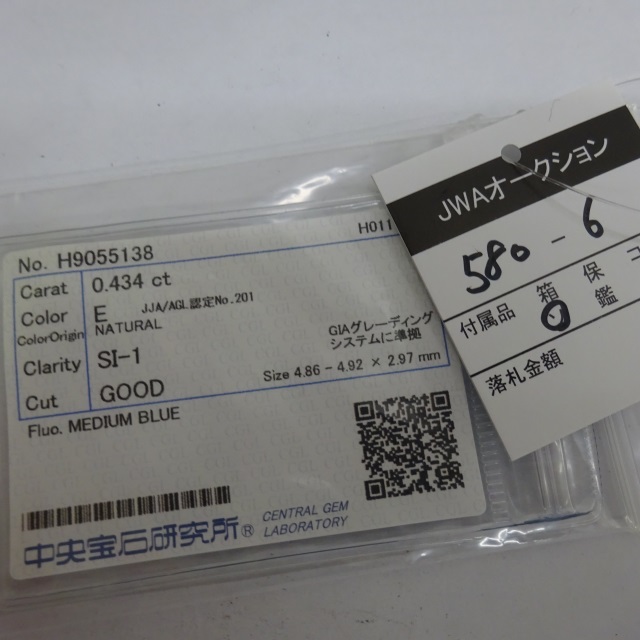 No. H9055138
H011
Carat 0.434 ct
Color E JJA/AGL認定No.201
ColorOrigin NATURAL
GIAグレーディング
システムに準拠
Clarity SI-1
Size 4.86 - 4.92 × 2.97 mm
Cut GOOD
Fluo. MEDIUM BLUE
中央宝石研究所®
CENTRAL GEM
LABORATORY
JWAオークション
580-6
付属品 箱 保
鑑
落札金額